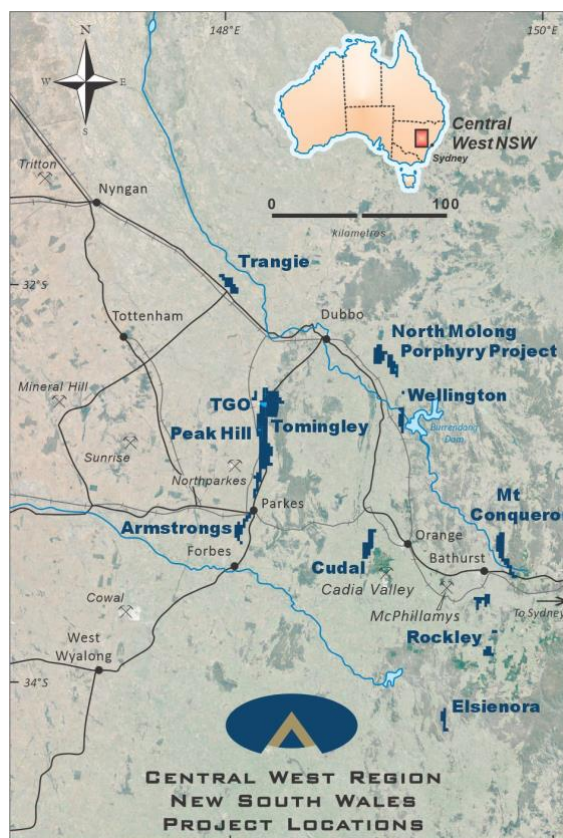 148°E
150°E
N
W
E
S
Tritton
Nyngan
Central
West NSW
Sydney
0
100
kilometres
32°S
Trangie
Tottenham
Dubbo
North Molong
Porphyry Project
Mineral Hill
TGO
Wellington
Peak Hill
Tomingley
Burrendong
Dam
Sunrise
Northparkes
Parkes
Mt
Conqueror
Armstrongs
Orange
Forbes
Cudal
Bathurst
Cadia Valley
Cowal
McPhillamys
To Sydney
West
Wyalong
Rockley
34°S
Elsienora
CENTRAL WEST REGION
NEW SOUTH WALES
PROJECT LOCATIONS